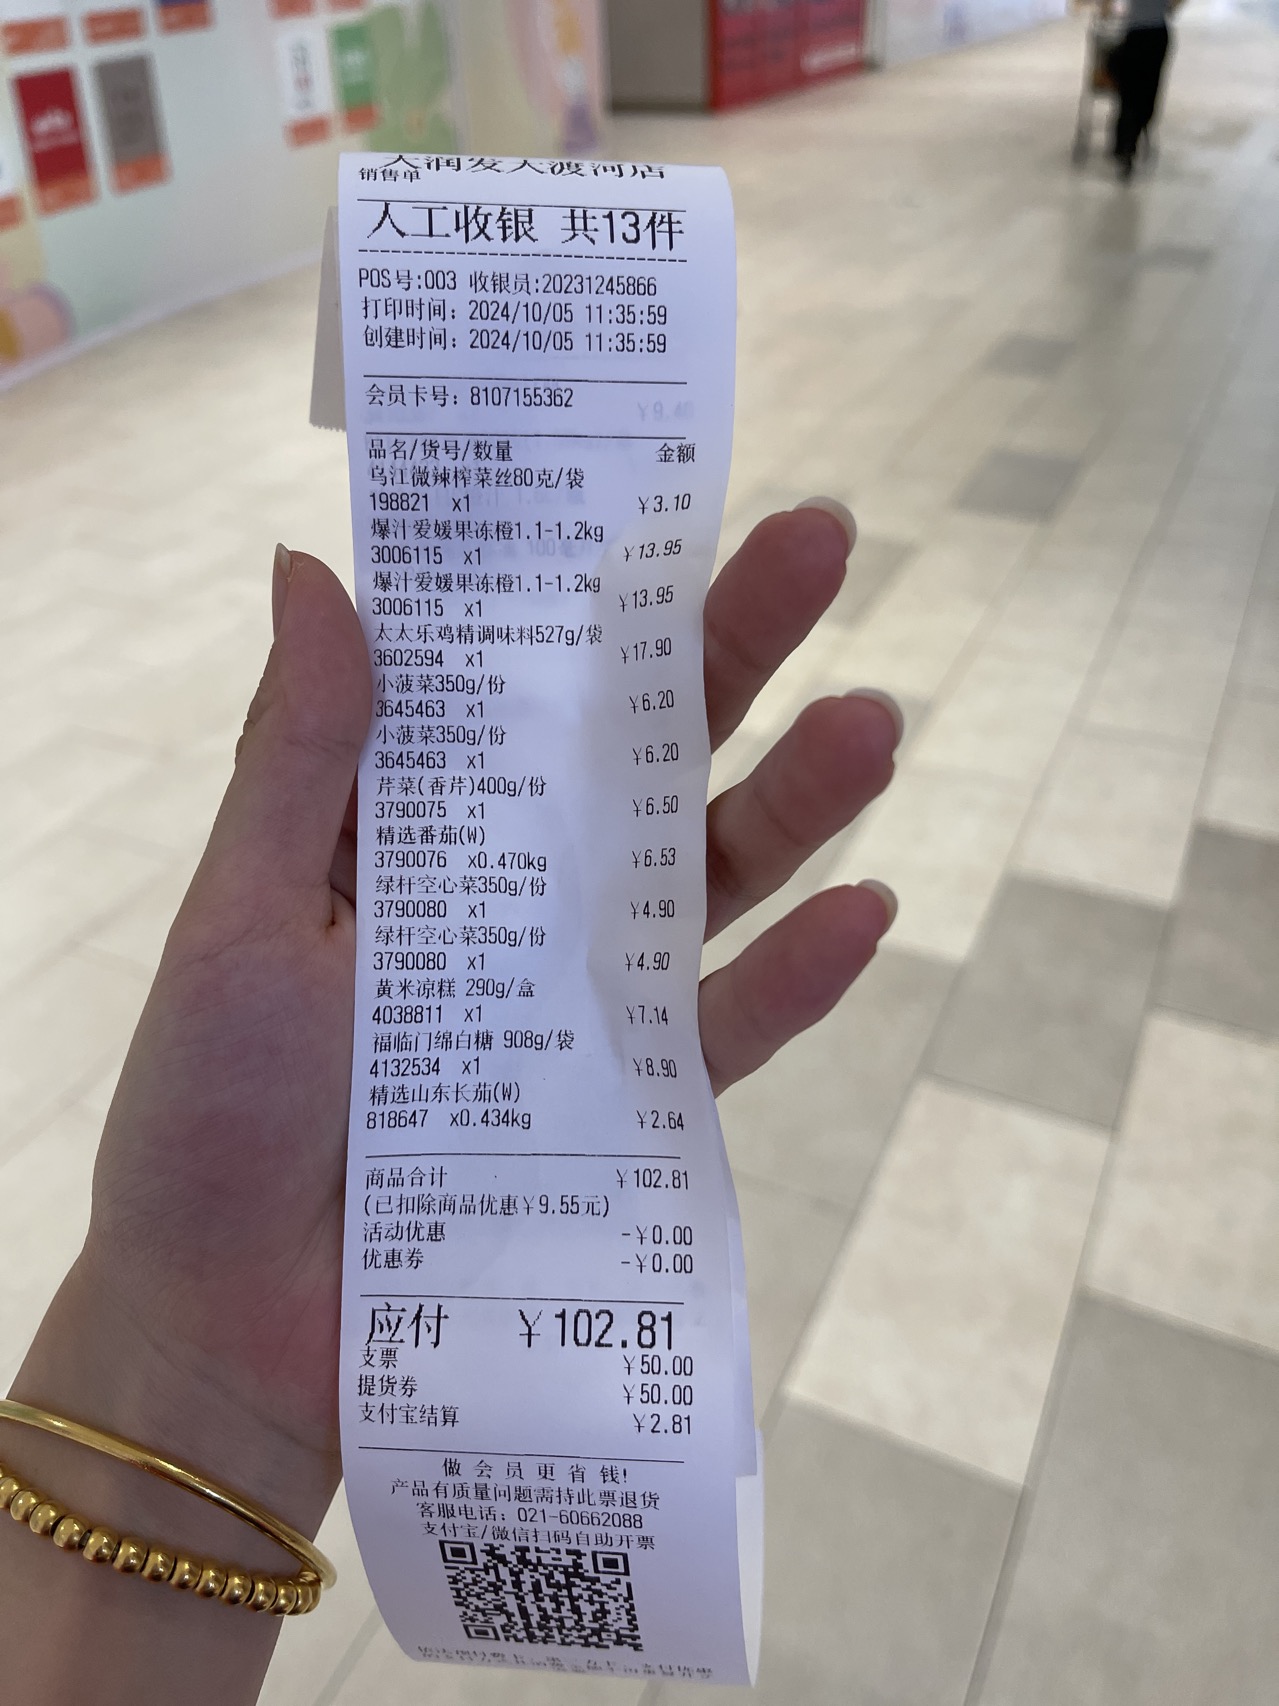 大润发大渡河店
销售单
人工收银 共13件
POS号:003 收银员:20231245866
打印时间: 2024/10/05 11:35:59
创建时间: 2024/10/05 11:35:59
会员卡号: 8107155362
品名/货号/数量 金额
乌江微辣榨菜丝80克/袋
198821 x1 ¥3.10
爆汁爱媛果冻橙1.1-1.2kg
3006115 x1 ¥13.95
爆汁爱媛果冻橙1.1-1.2kg
3006115 x1 ¥13.95
太太乐鸡精调味料527g/袋
3602594 x1 ¥17.90
小菠菜350g/份
3645463 x1 ¥6.20
小菠菜350g/份
3645463 x1 ¥6.20
芹菜(香芹)400g/份
3790075 x1 ¥6.50
精选番茄(W)
3790076 x0.470kg ¥6.53
绿杆空心菜350g/份
3790080 x1 ¥4.90
绿杆空心菜350g/份
3790080 x1 ¥4.90
黄米凉糕 290g/盒
4038811 x1 ¥7.14
福临门绵白糖 908g/袋
4132534 x1 ¥8.90
精选山东长茄(W)
818647 x0.434kg ¥2.64
商品合计 ¥102.81
(已扣除商品优惠¥9.55元)
活动优惠 -¥0.00
优惠券 -¥0.00
应付 ¥102.81
支票 ¥50.00
提货券 ¥50.00
支付宝结算 ¥2.81
做会员更省钱!
产品有质量问题需持此票退货
客服电话: 021-60662088
支付宝/微信扫码自助开票